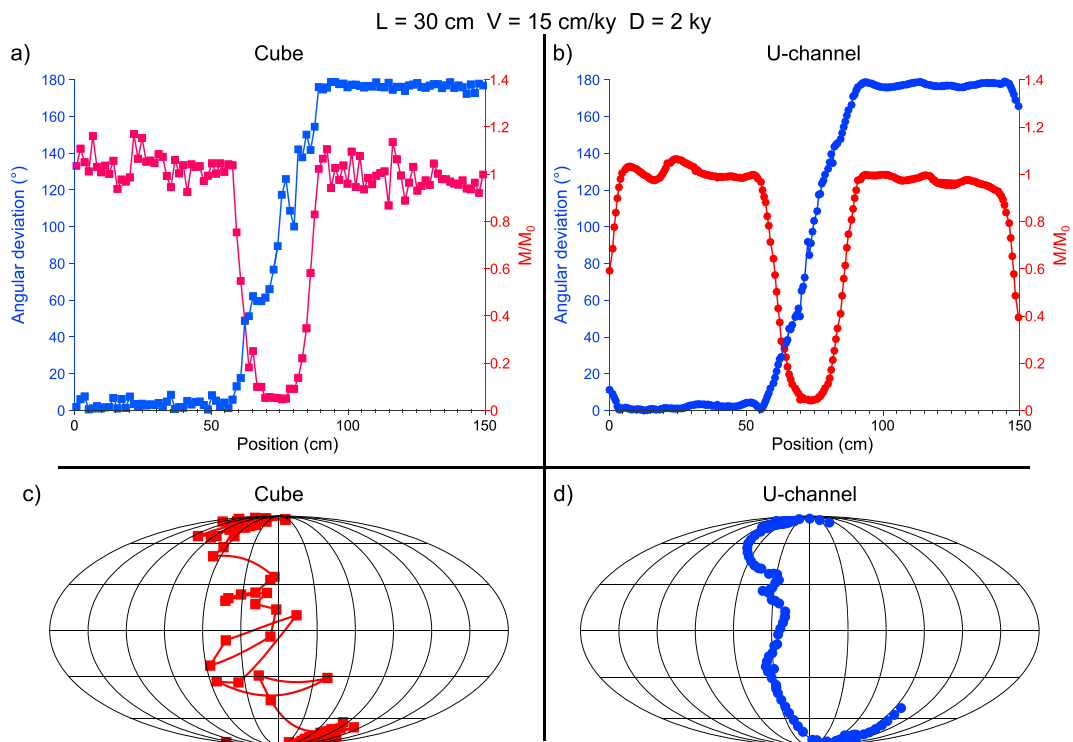 L = 30 cm  V = 15 cm/ky  D = 2 ky
a)
Cube
180
160
140
120
100
80
60
40
20
0
Angular deviation (°)
1.4
1.2
1
0.8
0.6
0.4
0.2
0
M/M0
0
50
100
150
Position (cm)
b)
U-channel
180
160
140
120
100
80
60
40
20
0
Angular deviation (°)
1.4
1.2
1
0.8
0.6
0.4
0.2
0
M/M0
0
50
100
150
Position (cm)
c)
Cube
d)
U-channel